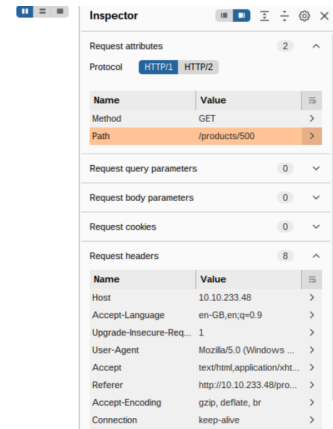 Inspector
Request attributes 2
Protocol HTTP/1 HTTP/2
Name Value
Method GET
Path /products/500
Request query parameters 0
Request body parameters 0
Request cookies 0
Request headers 8
Name Value
Host 10.10.233.48
Accept-Language en-GB,en;q=0.9
Upgrade-Insecure-Req... 1
User-Agent Mozilla/5.0 (Windows ...
Accept text/html,application/xht...
Referer http://10.10.233.48/pro...
Accept-Encoding gzip, deflate, br
Connection keep-alive